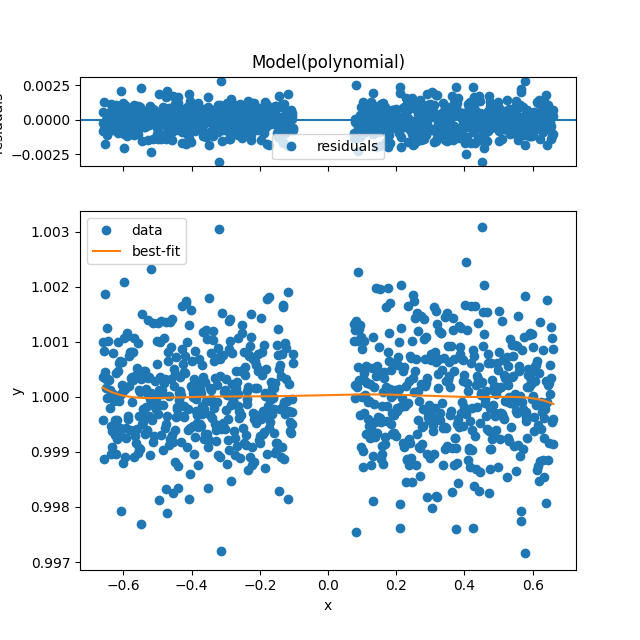 Model(polynomial)
0.0025
0.0000
−0.0025
residuals
residuals
data
best-fit
1.003
1.002
1.001
1.000
0.999
0.998
0.997
y
−0.6
−0.4
−0.2
0.0
0.2
0.4
0.6
x